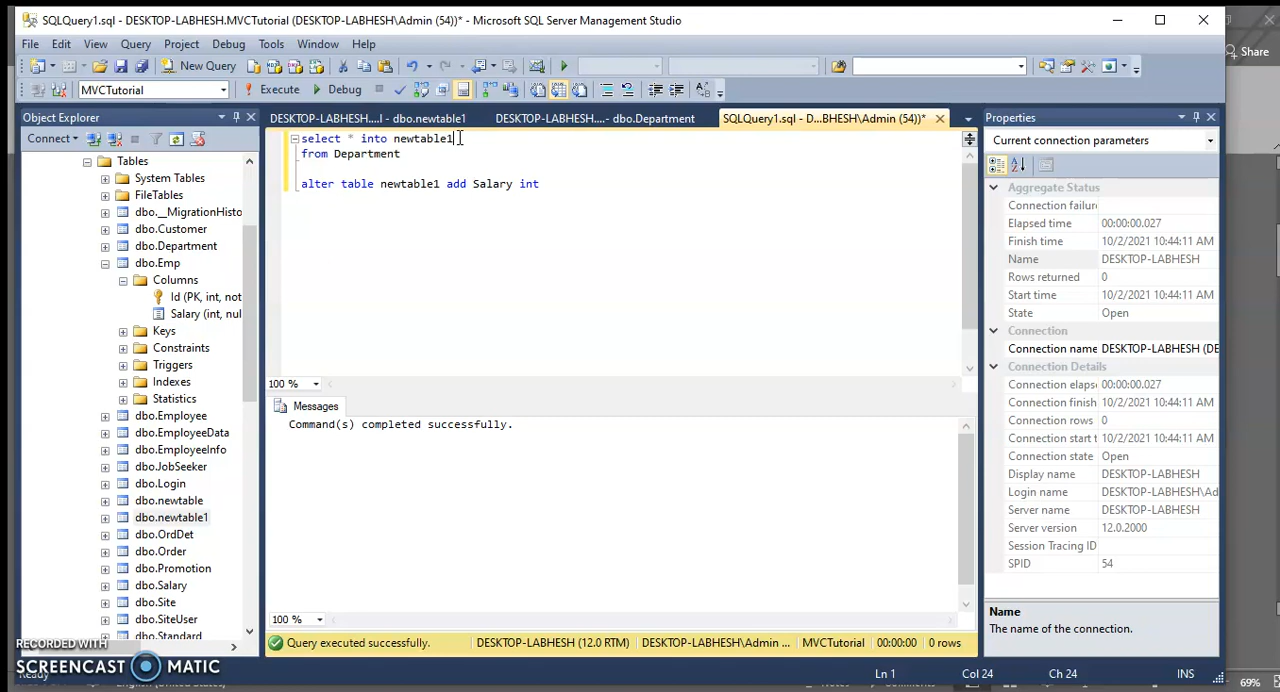 SQLQuery1.sql - DESKTOP-LABHESH.MVCTutorial (DESKTOP-LABHESH\Admin (54))* - Microsoft SQL Server Management Studio
File Edit View Query Project Debug Tools Window Help
Share
New Query
MVCTutorial Execute Debug
Object Explorer
Connect
Tables
System Tables
FileTables
dbo.__MigrationHisto
dbo.Customer
dbo.Department
dbo.Emp
Columns
Id (PK, int, not
Salary (int, nul
Keys
Constraints
Triggers
Indexes
Statistics
dbo.Employee
dbo.EmployeeData
dbo.EmployeeInfo
dbo.JobSeeker
dbo.Login
dbo.newtable
dbo.newtable1
dbo.OrdDet
dbo.Order
dbo.Promotion
dbo.Salary
dbo.Site
dbo.SiteUser
dbo.Standard
DESKTOP-LABHESH.MVCTutorial...l - dbo.newtable1 DESKTOP-LABHESH....- dbo.Department SQLQuery1.sql - D...BHESH\Admin (54))*
select * into newtable1
from Department
alter table newtable1 add Salary int
100 %
Messages
Command(s) completed successfully.
100 %
Query executed successfully. DESKTOP-LABHESH (12.0 RTM) DESKTOP-LABHESH\Admin ... MVCTutorial 00:00:00 0 rows
Properties
Current connection parameters
Aggregate Status
Connection failure
Elapsed time 00:00:00.027
Finish time 10/2/2021 10:44:11 AM
Name DESKTOP-LABHESH
Rows returned 0
Start time 10/2/2021 10:44:11 AM
State Open
Connection
Connection name DESKTOP-LABHESH (DE
Connection Details
Connection elaps 00:00:00.027
Connection finish 10/2/2021 10:44:11 AM
Connection rows 0
Connection start t 10/2/2021 10:44:11 AM
Connection state Open
Display name DESKTOP-LABHESH
Login name DESKTOP-LABHESH\Ad
Server name DESKTOP-LABHESH
Server version 12.0.2000
Session Tracing ID
SPID 54
Name
The name of the connection.
RECORDED WITH
SCREENCAST MATIC
Ready Ln 1 Col 24 Ch 24 INS
69%